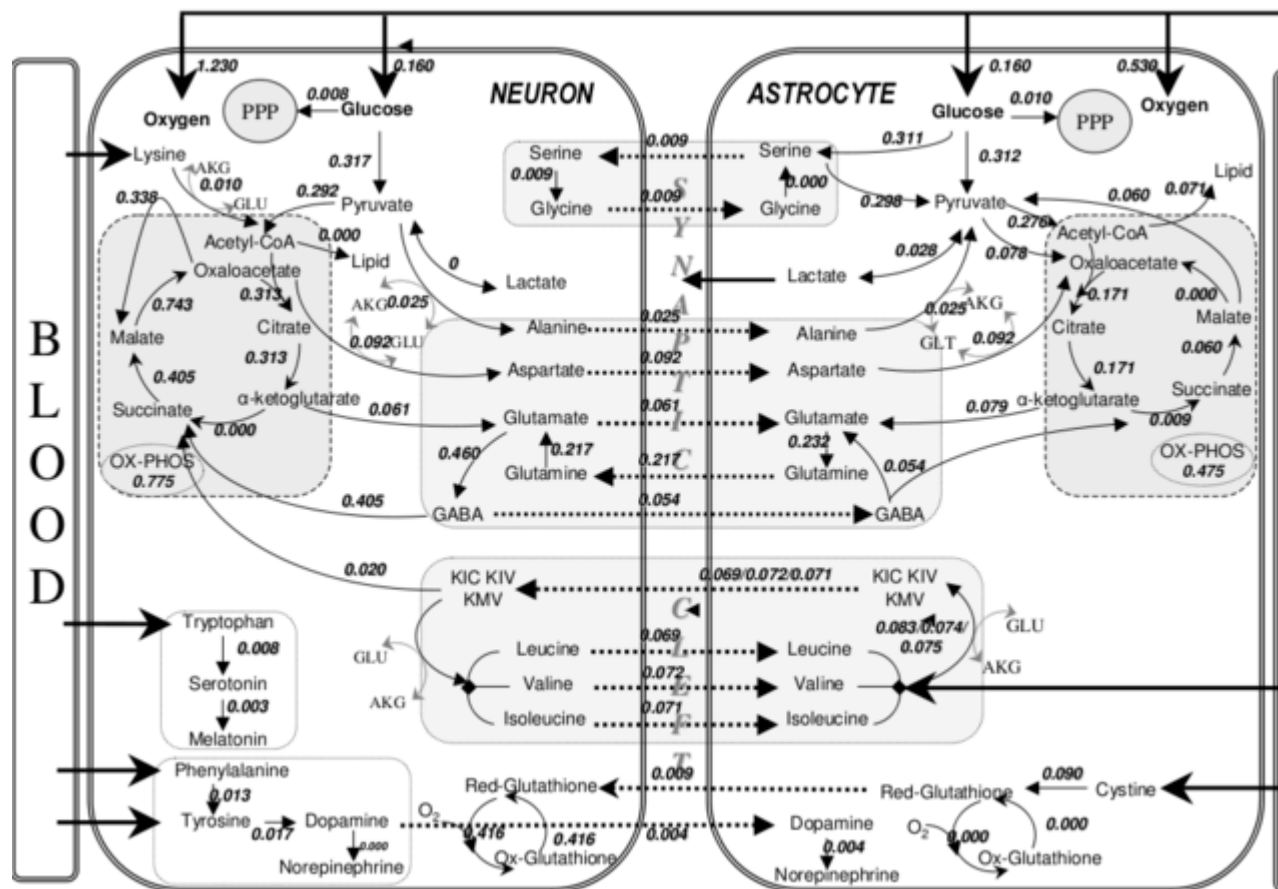 1.230
0.160
0.160
0.530
NEURON
ASTROCYTE
Oxygen
PPP
0.008
Glucose
Glucose
0.010
PPP
Oxygen
Lysine
AKG
0.010
GLU
0.338
0.292
0.317
Pyruvate
Serine
0.009
Serine
0.009
Glycine
0.009
Glycine
0.000
0.311
0.312
0.298
Pyruvate
0.276
0.078
0.060
0.071
Lipid
Acetyl-CoA
0.000
Lipid
Oxaloacetate
0.313
0.743
Malate
Citrate
0.313
0.405
Succinate
α-ketoglutarate
0.000
OX-PHOS
0.775
0
Lactate
Lactate
0.028
AKG
0.025
0.092
GLU
Alanine
0.025
Alanine
0.025
AKG
GLT
0.092
Aspartate
0.092
Aspartate
0.061
Glutamate
0.061
Glutamate
0.079
0.460
0.217
0.232
Glutamine
0.217
Glutamine
0.054
0.405
GABA
0.054
GABA
Acetyl-CoA
Oxaloacetate
0.171
0.000
Citrate
Malate
0.171
0.060
Succinate
α-ketoglutarate
0.009
OX-PHOS
0.475
BLOOD
SYNAPTIC
CLEFT
0.020
KIC KIV
KMV
0.069/0.072/0.071
KIC KIV
KMV
0.083/0.074/
0.075
GLU
AKG
GLU
AKG
Leucine
0.069
Leucine
Valine
0.072
Valine
Isoleucine
0.071
Isoleucine
Tryptophan
0.008
Serotonin
0.003
Melatonin
Phenylalanine
0.013
Tyrosine
0.017
Dopamine
0.000
Norepinephrine
Red-Glutathione
0.009
Red-Glutathione
0.090
Cystine
O2
0.416
0.416
Ox-Glutathione
0.004
Dopamine
0.004
Norepinephrine
O2
0.000
0.000
Ox-Glutathione